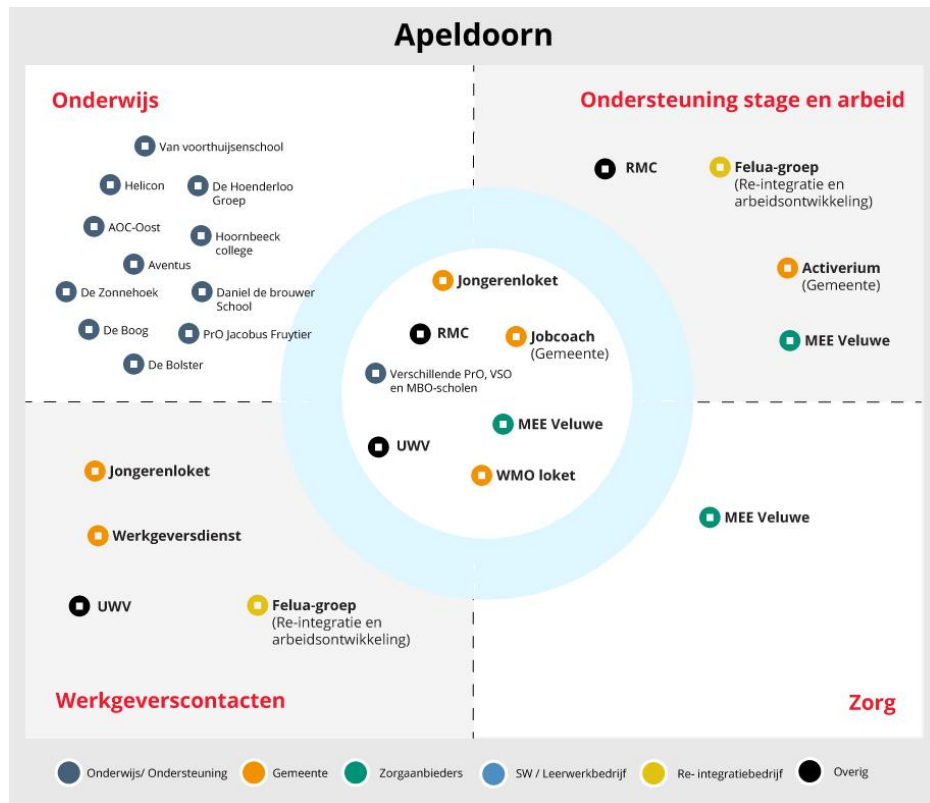 Apeldoorn
Onderwijs
Van voorthuijsenschool
Helicon
De Hoenderloo
Groep
AOC-Oost
Hoornbeeck
college
Aventus
De Zonnehoek
Daniel de brouwer
School
De Boog
PrO Jacobus Fruytier
De Bolster
Ondersteuning stage en arbeid
RMC
Felua-groep
(Re-integratie en
arbeidsontwikkeling)
Activerium
(Gemeente)
MEE Veluwe
Jongerenloket
RMC
Jobcoach
(Gemeente)
Verschillende PrO, VSO
en MBO-scholen
MEE Veluwe
UWV
WMO loket
Jongerenloket
Werkgeversdienst
UWV
Felua-groep
(Re-integratie en
arbeidsontwikkeling)
Werkgeverscontacten
MEE Veluwe
Zorg
Onderwijs/ Ondersteuning
Gemeente
Zorgaanbieders
SW / Leerwerkbedrijf
Re- integratiebedrijf
Overig